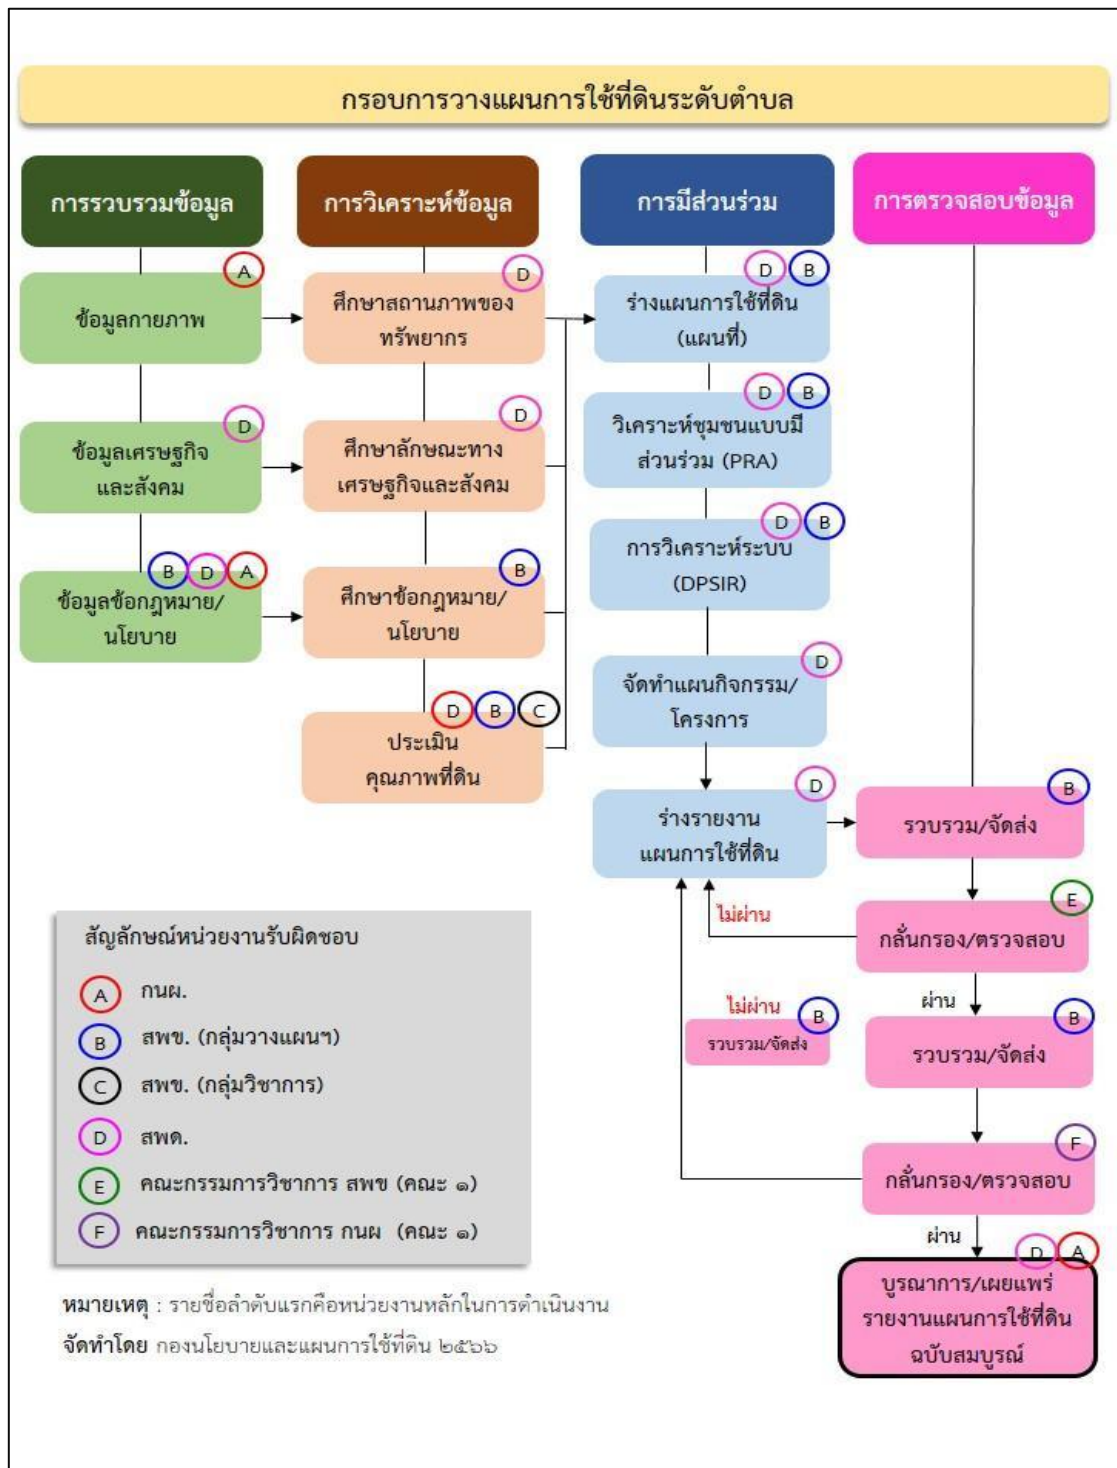 กรอบการวางแผนการใช้ที่ดินระดับตำบล
การรวบรวมข้อมูล
A
ข้อมูลกายภาพ
D
ข้อมูลเศรษฐกิจ
และสังคม
B D A
ข้อมูลข้อกฎหมาย/
นโยบาย
การวิเคราะห์ข้อมูล
D
ศึกษาสถานภาพของ
ทรัพยากร
D
ศึกษาลักษณะทาง
เศรษฐกิจและสังคม
B
ศึกษาข้อกฎหมาย/
นโยบาย
D B C
ประเมิน
คุณภาพที่ดิน
การมีส่วนร่วม
D B
ร่างแผนการใช้ที่ดิน
(แผนที่)
D B
วิเคราะห์ชุมชนแบบมี
ส่วนร่วม (PRA)
D B
การวิเคราะห์ระบบ
(DPSIR)
D
จัดทำแผนกิจกรรม/
โครงการ
D
ร่างรายงาน
แผนการใช้ที่ดิน
การตรวจสอบข้อมูล
B
รวบรวม/จัดส่ง
E
กลั่นกรอง/ตรวจสอบ
ไม่ผ่าน
ผ่าน
B
รวบรวม/จัดส่ง
ไม่ผ่าน
B
รวบรวม/จัดส่ง
F
กลั่นกรอง/ตรวจสอบ
ผ่าน
D A
บูรณาการ/เผยแพร่
รายงานแผนการใช้ที่ดิน
ฉบับสมบูรณ์
สัญลักษณ์หน่วยงานรับผิดชอบ
A กนผ.
B สพข. (กลุ่มวางแผนฯ)
C สพข. (กลุ่มวิชาการ)
D สพด.
E คณะกรรมการวิชาการ สพข (คณะ ๑)
F คณะกรรมการวิชาการ กนผ (คณะ ๑)
หมายเหตุ : รายชื่อลำดับแรกคือหน่วยงานหลักในการดำเนินงาน
จัดทำโดย กองนโยบายและแผนการใช้ที่ดิน ๒๕๖๖